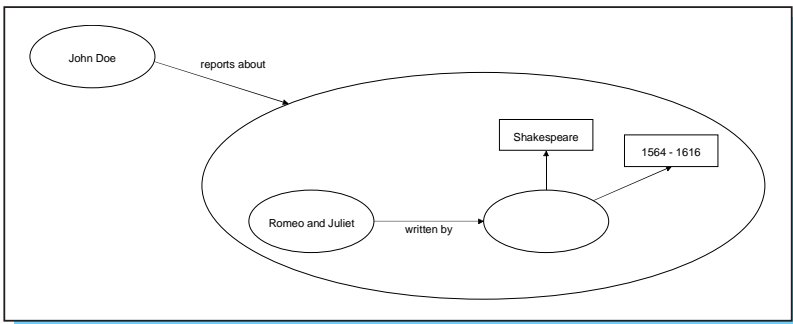 John Doe
reports about
Shakespeare
1564 - 1616
Romeo and Juliet
written by